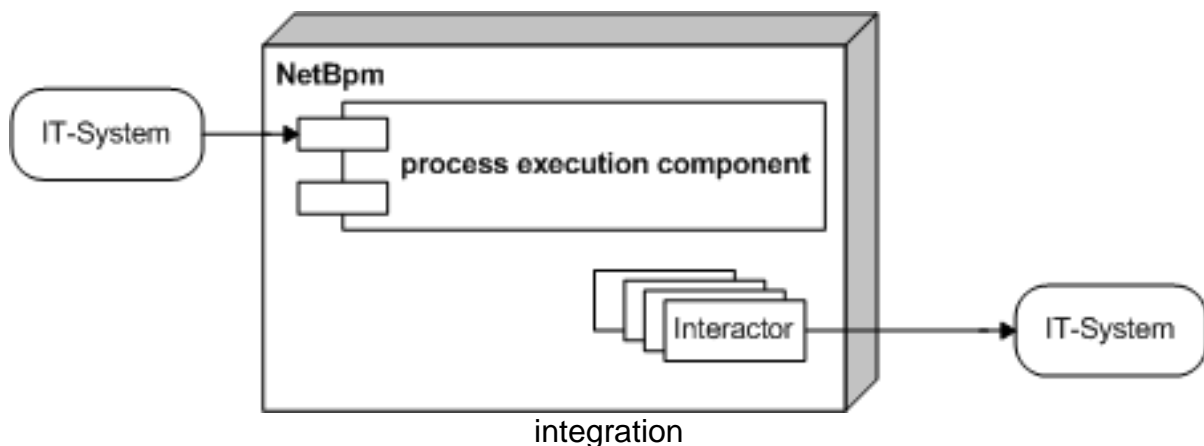 NetBpm
IT-System
process execution component
Interactor
IT-System
integration